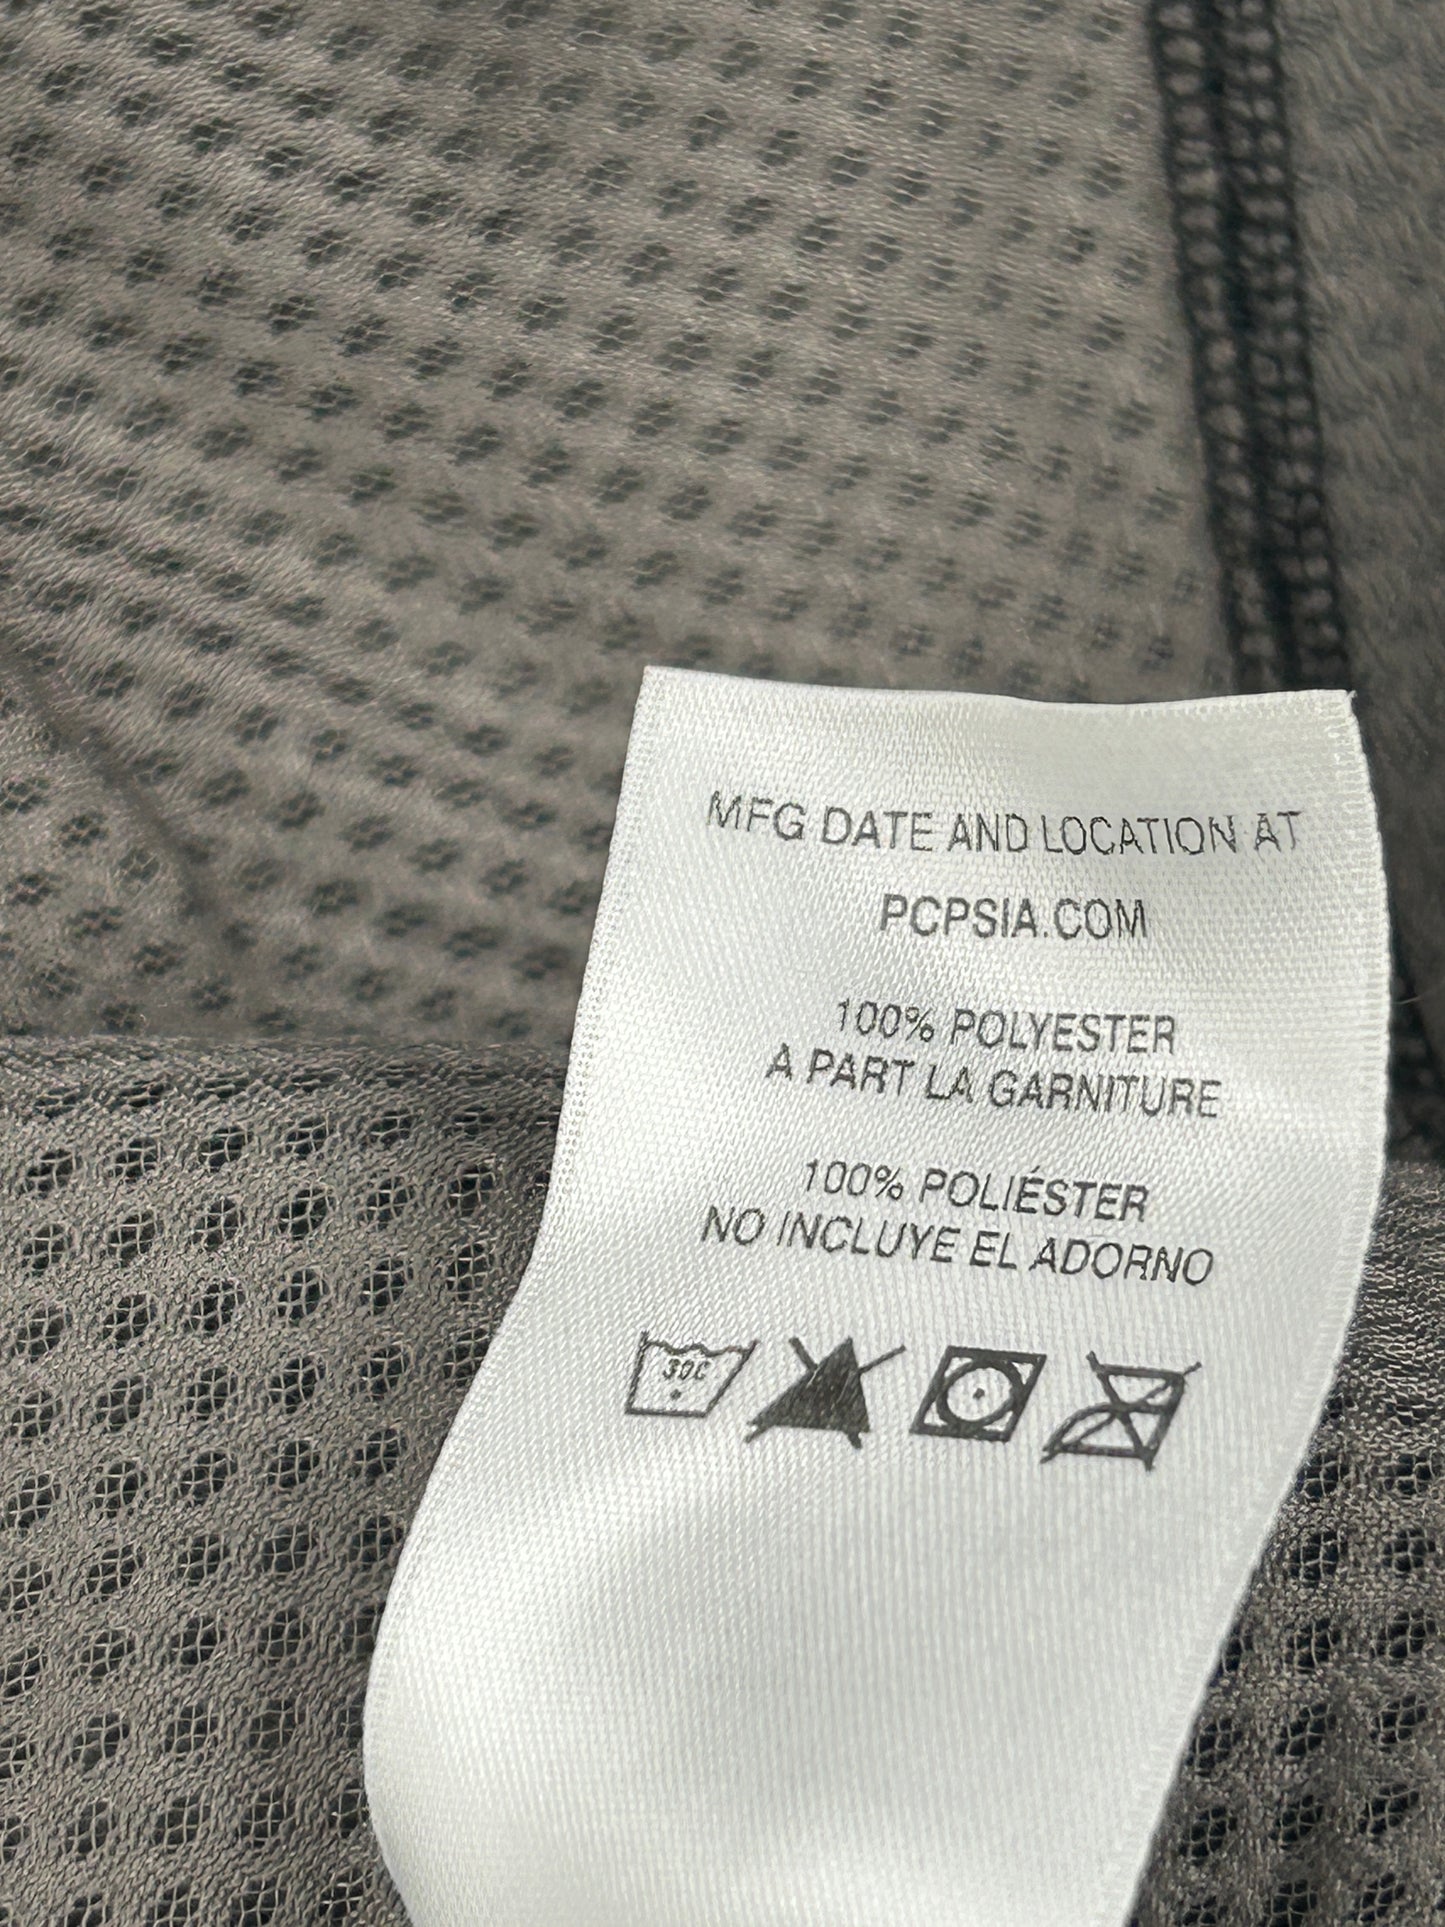 MFG DATE AND LOCATION AT
PCPSIA.COM
100% POLYESTER
A PART LA GARNITURE
100% POLIÉSTER
NO INCLUYE EL ADORNO
30C